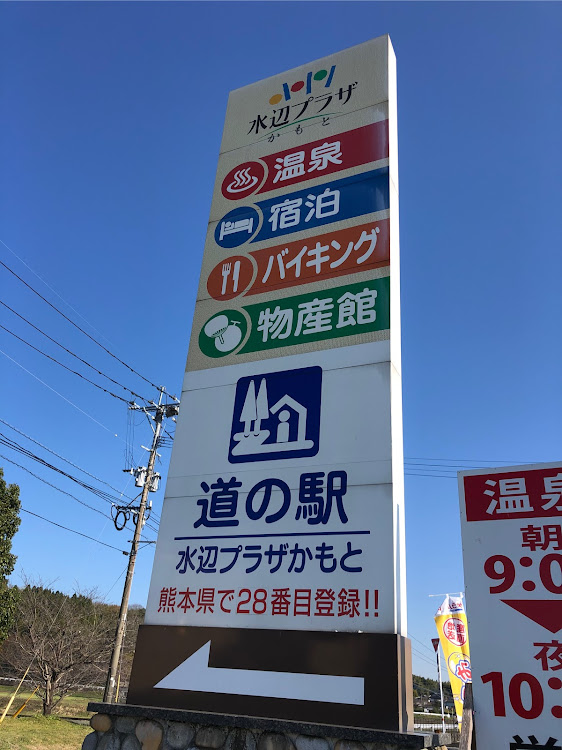 水辺プラザ
かもと
温泉
宿泊
バイキング
物産館
道の駅
水辺プラザかもと
熊本県で28番目登録!!
温泉
朝
9:0
夜
10: